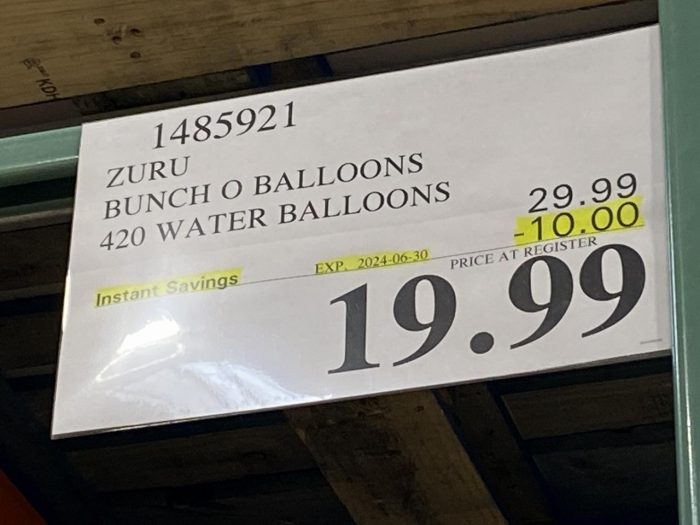 1485921
ZURU
BUNCH O BALLOONS
420 WATER BALLOONS
29.99
-10.00
Instant Savings
EXP. 2024-06-30
PRICE AT REGISTER
19.99